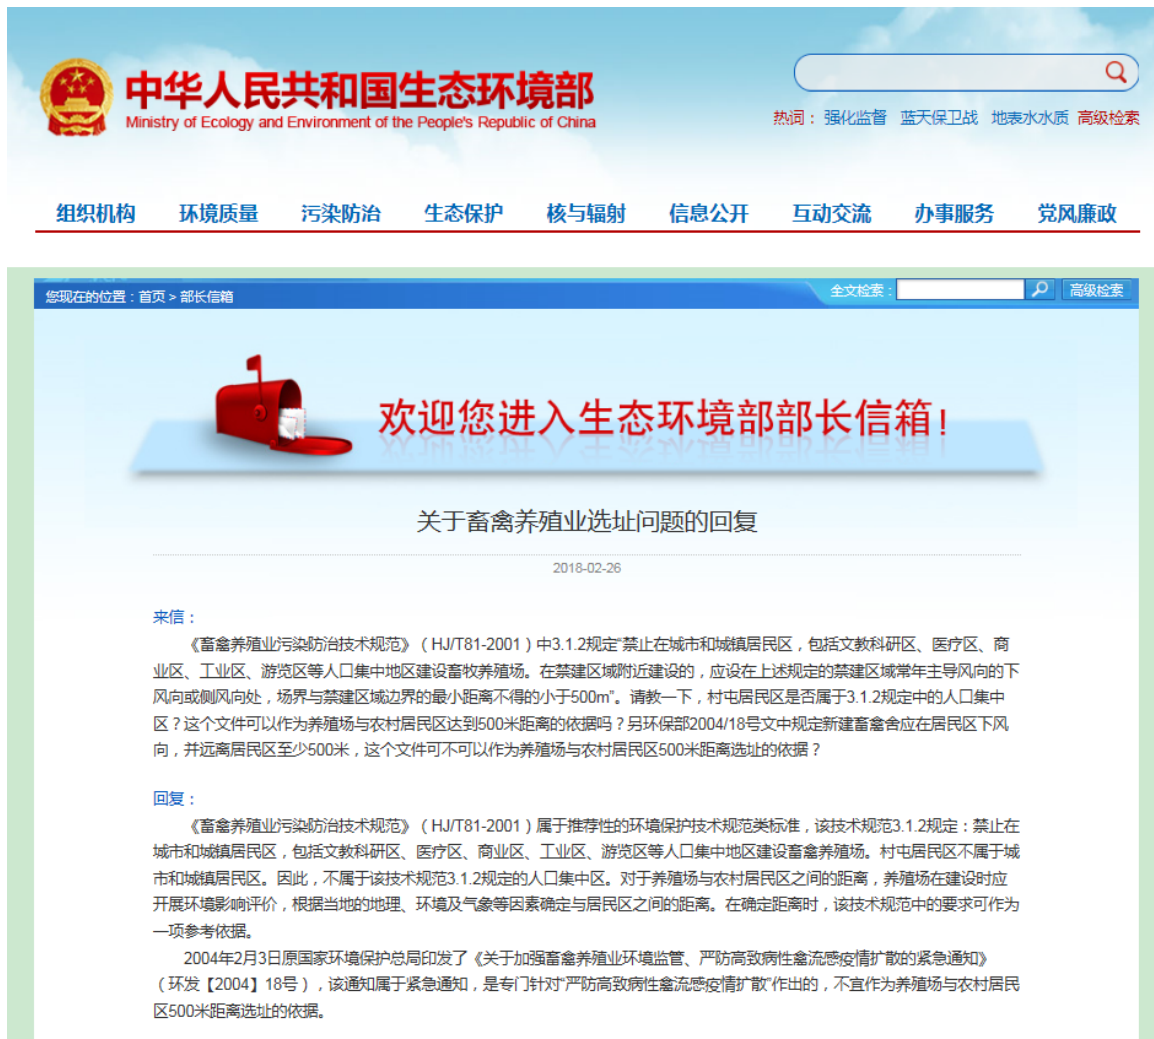 中华人民共和国生态环境部
Ministry of Ecology and Environment of the People's Republic of China
热词：强化监督 蓝天保卫战 地表水水质 高级检索
组织机构 环境质量 污染防治 生态保护 核与辐射 信息公开 互动交流 办事服务 党风廉政
您现在的位置：首页 > 部长信箱 全文检索： 高级检索
欢迎您进入生态环境部部长信箱！
关于畜禽养殖业选址问题的回复
2018-02-26
来信：
《畜禽养殖业污染防治技术规范》（HJ/T81-2001）中3.1.2规定“禁止在城市和城镇居民区，包括文教科研区、医疗区、商
业区、工业区、游览区等人口集中地区建设畜牧养殖场。在禁建区域附近建设的，应设在上述规定的禁建区域常年主导风向的下
风向或侧风向处，场界与禁建区域边界的最小距离不得的小于500m”。请教一下，村屯居民区是否属于3.1.2规定中的人口集中
区？这个文件可以作为养殖场与农村居民区达到500米距离的依据吗？另环保部2004/18号文中规定新建畜禽舍应在居民区下风
向，并远离居民区至少500米，这个文件可不可以作为养殖场与农村居民区500米距离选址的依据？
回复：
《畜禽养殖业污染防治技术规范》（HJ/T81-2001）属于推荐性的环境保护技术规范类标准，该技术规范3.1.2规定：禁止在
城市和城镇居民区，包括文教科研区、医疗区、商业区、工业区、游览区等人口集中地区建设畜禽养殖场。村屯居民区不属于城
市和城镇居民区。因此，不属于该技术规范3.1.2规定的人口集中区。对于养殖场与农村居民区之间的距离，养殖场在建设时应
开展环境影响评价，根据当地的地理、环境及气象等因素确定与居民区之间的距离。在确定距离时，该技术规范中的要求可作为
一项参考依据。
2004年2月3日原国家环境保护总局印发了《关于加强畜禽养殖业环境监管、严防高致病性禽流感疫情扩散的紧急通知》
（环发【2004】18号），该通知属于紧急通知，是专门针对“严防高致病性禽流感疫情扩散”作出的，不宜作为养殖场与农村居民
区500米距离选址的依据。